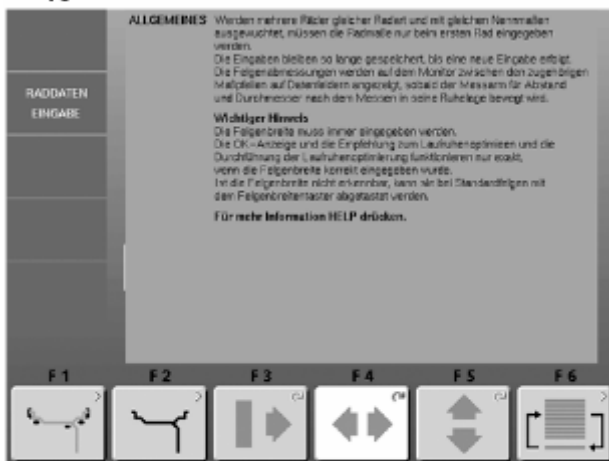 ALLGEMEINES Werden mehrere Räder gleicher Radart und mit gleichen Nennmaßen
ausgewuchtet, müssen die Radmaße nur beim ersten Rad eingegeben
werden.
Die Eingaben bleiben so lange gespeichert, bis eine neue Eingabe erfolgt.
Die Felgenabmessungen werden auf dem Monitor zwischen den zugehörigen
Maßpfeilen auf Datenfeldern angezeigt, sobald der Messarm für Abstand
und Durchmesser nach dem Messen in seine Ruhelage bewegt wird.
RADDATEN
EINGABE
Wichtiger Hinweis
Die Felgenbreite muss immer eingegeben werden.
Die OK-Anzeige und die Empfehlung zum Laufruhenoptimieren und die
Durchführung der Laufruhenoptimierung funktionieren nur exakt,
wenn die Felgenbreite korrekt eingegeben wurde.
Ist die Felgenbreite nicht erkennbar, kann sie bei Standardfelgen mit
dem Felgenbreitentaster abgetastet werden.
Für mehr Information HELP drücken.
F 1 F 2 F 3 F 4 F 5 F 6